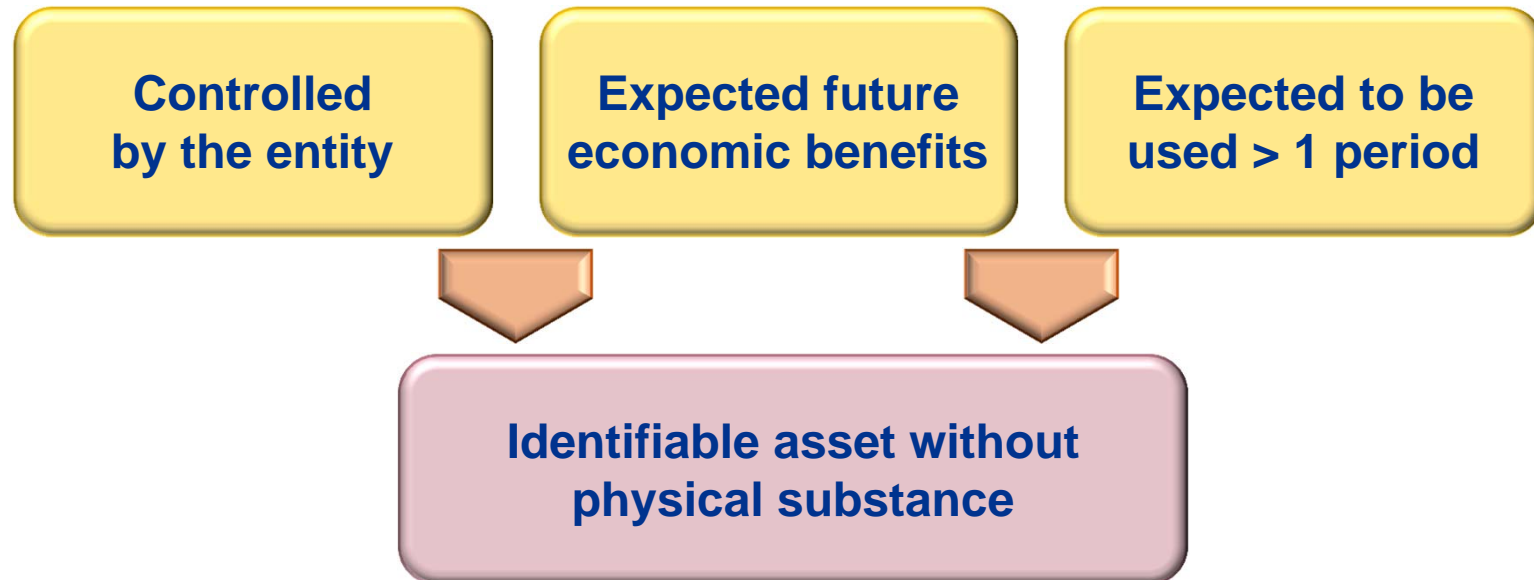 Controlled
by the entity
Expected future
economic benefits
Expected to be
used > 1 period
Identifiable asset without
physical substance